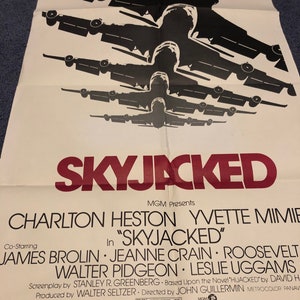 SKYJACKED
MGM Presents
CHARLTON HESTON YVETTE MIMIE
In "SKYJACKED"
Co-Starring
JAMES BROLIN · JEANNE CRAIN · ROOSEVELT
WALTER PIDGEON · LESLIE UGGAMS
Screenplay by STANLEY R. GREENBERG · Based Upon the Novel "HIJACKED" by DAVID H
Produced by WALTER SELTZER · Directed by JOHN GUILLERMIN METROCOLOR PANAV